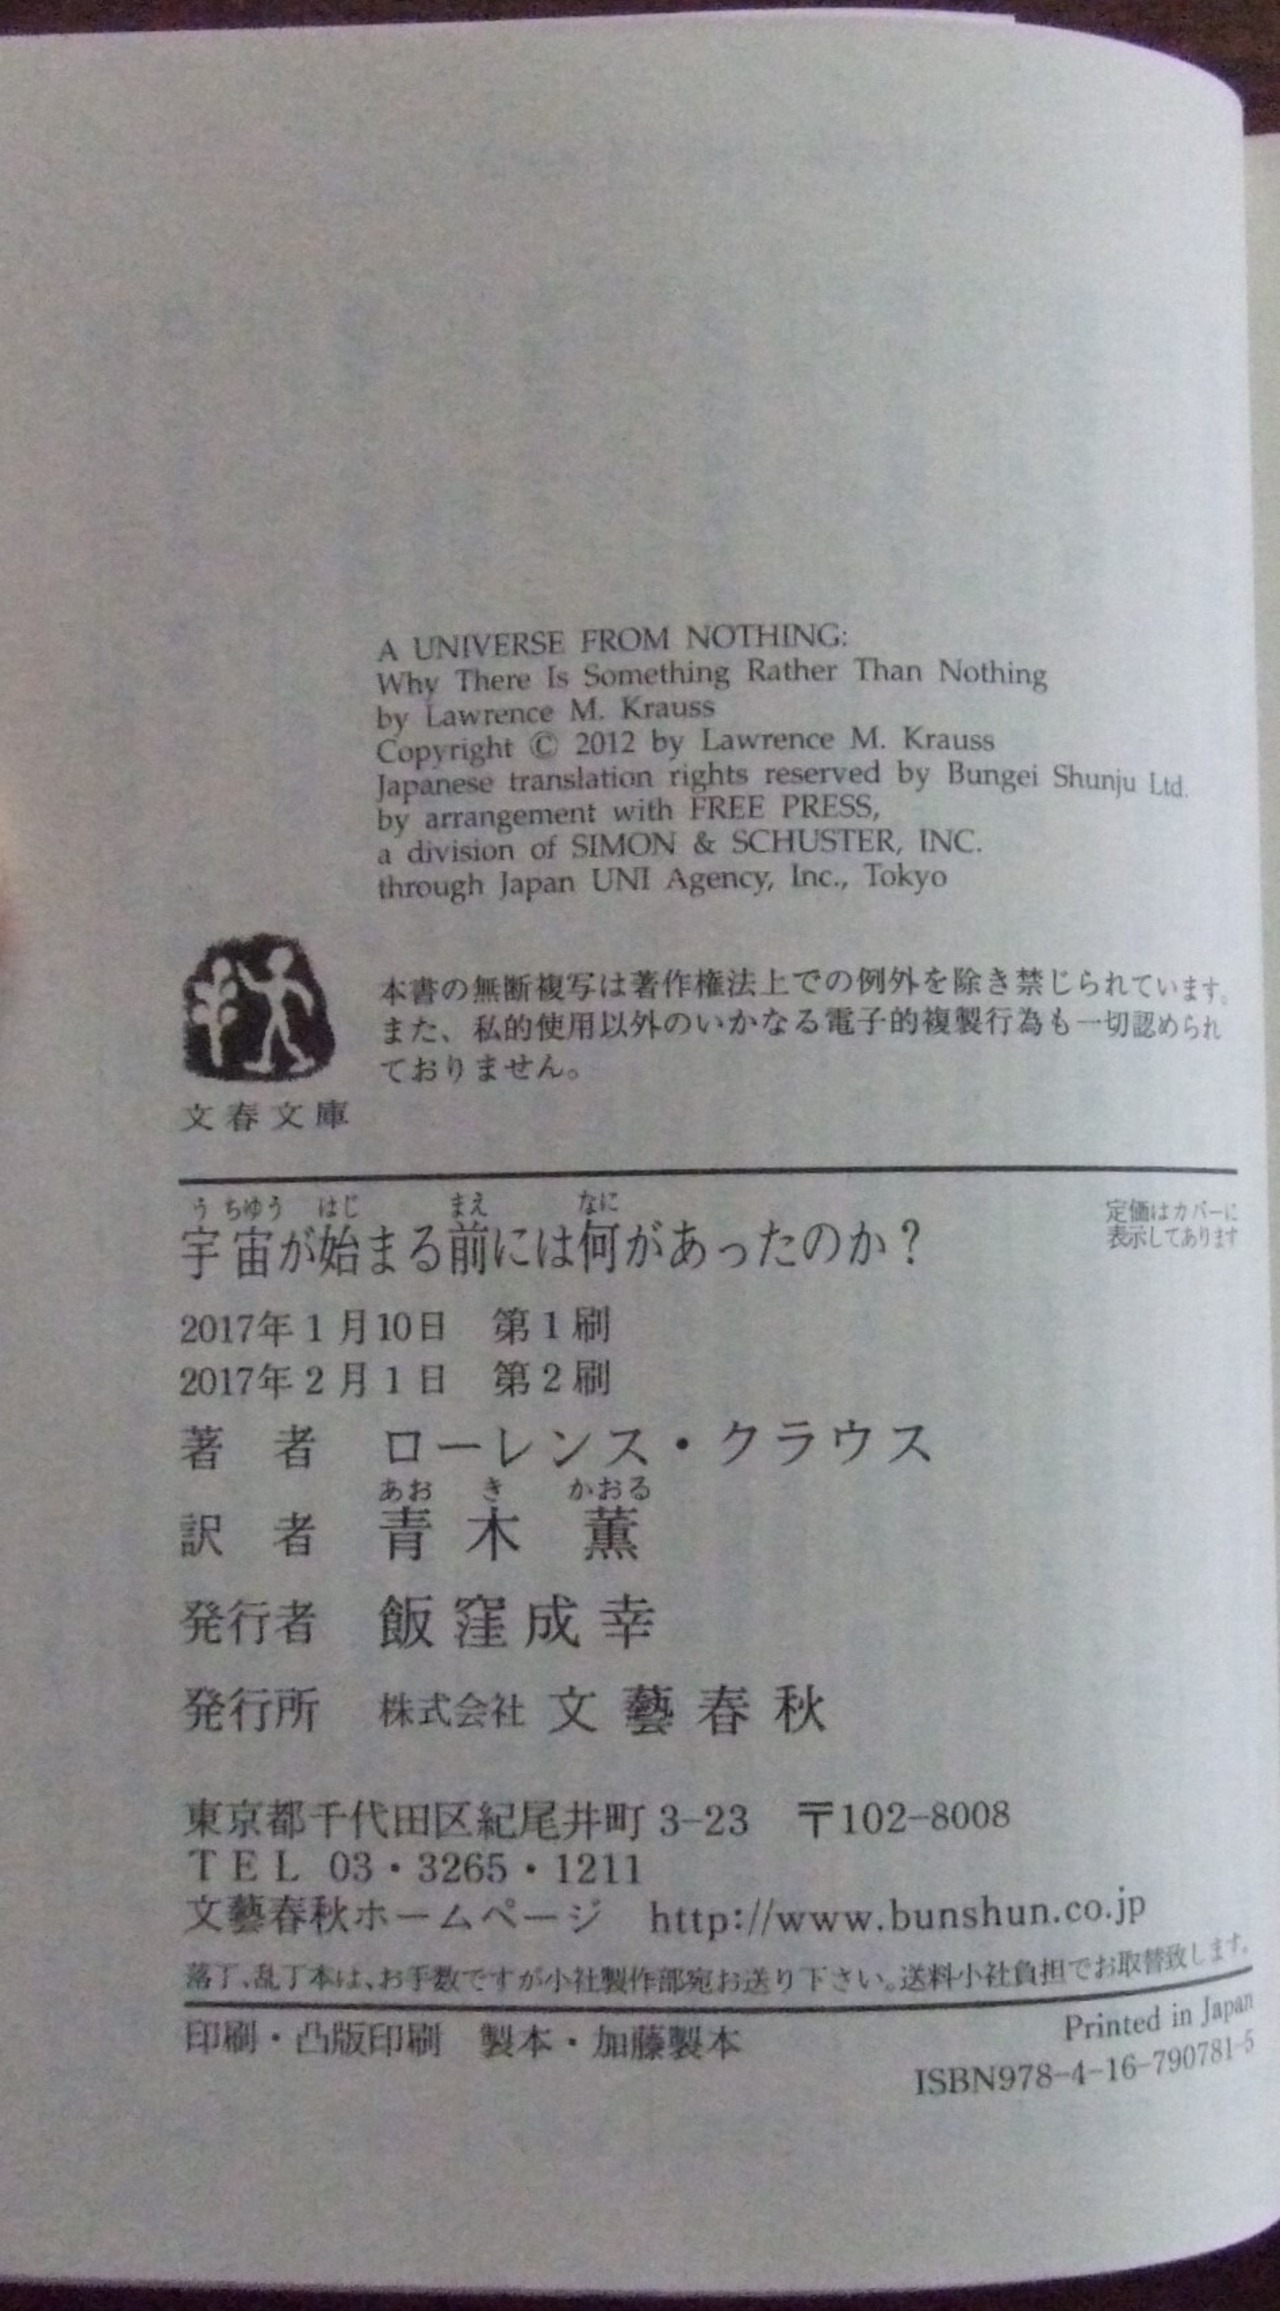 A UNIVERSE FROM NOTHING:
Why There Is Something Rather Than Nothing
by Lawrence M. Krauss
Copyright © 2012 by Lawrence M. Krauss
Japanese translation rights reserved by Bungei Shunju Ltd.
by arrangement with FREE PRESS,
a division of SIMON & SCHUSTER, INC.
through Japan UNI Agency, Inc., Tokyo
本書の無断複写は著作権法上での例外を除き禁じられています。
また、私的使用以外のいかなる電子的複製行為も一切認められ
ておりません。
文春文庫
う ちゅう はじ まえ なに
宇宙が始まる前には何があったのか？
定価はカバーに
表示してあります
2017年1月10日 第1刷
2017年2月1日 第2刷
著者 ローレンス・クラウス
あお き かおる
訳者 青木 薫
発行者 飯窪成幸
発行所 株式会社 文藝春秋
東京都千代田区紀尾井町 3-23 〒102-8008
TEL 03・3265・1211
文藝春秋ホームページ http://www.bunshun.co.jp
落丁、乱丁本は、お手数ですが小社製作部宛お送り下さい。送料小社負担でお取替致します。
印刷・凸版印刷 製本・加藤製本
Printed in Japan
ISBN978-4-16-790781-5